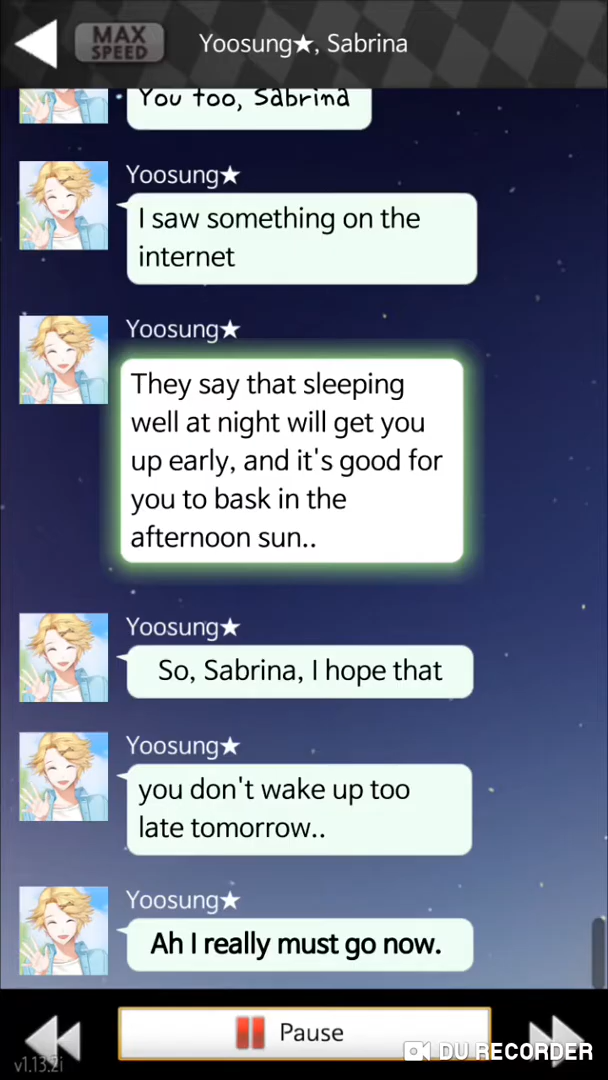 MAX
SPEED
Yoosung★, Sabrina
You too, Sabrina
Yoosung★
I saw something on the
internet
Yoosung★
They say that sleeping
well at night will get you
up early, and it's good for
you to bask in the
afternoon sun..
Yoosung★
So, Sabrina, I hope that
Yoosung★
you don't wake up too
late tomorrow..
Yoosung★
Ah I really must go now.
Pause
v1.13.2i
DU RECORDER